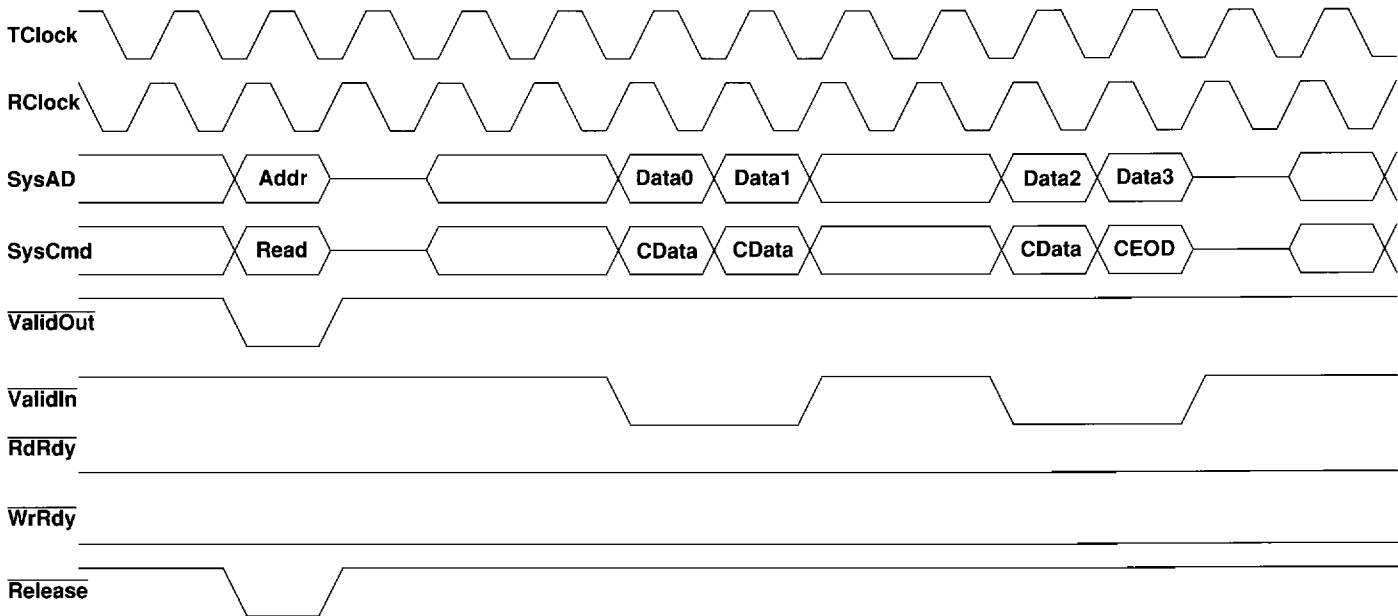 TClock
RClock
SysAD Addr Data0 Data1 Data2 Data3
SysCmd Read CData CData CData CEOD
ValidOut
ValidIn
RdRdy
WrRdy
Release